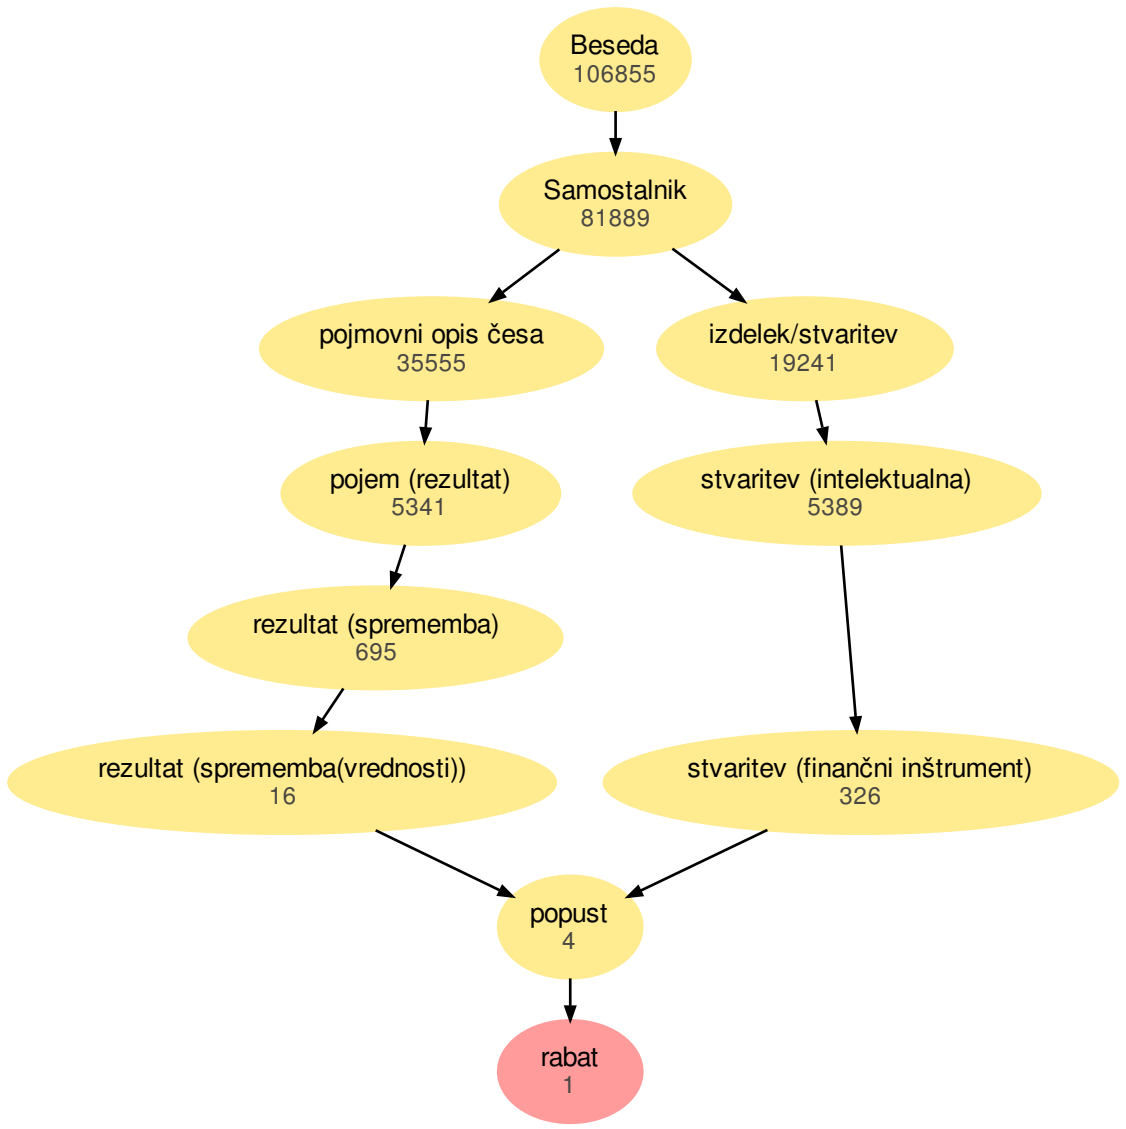 Beseda
106855
Samostalnik
81889
pojmovni opis česa
35555
izdelek/stvaritev
19241
pojem (rezultat)
5341
stvaritev (intelektualna)
5389
rezultat (sprememba)
695
rezultat (sprememba(vrednosti))
16
stvaritev (finančni inštrument)
326
popust
4
rabat
1